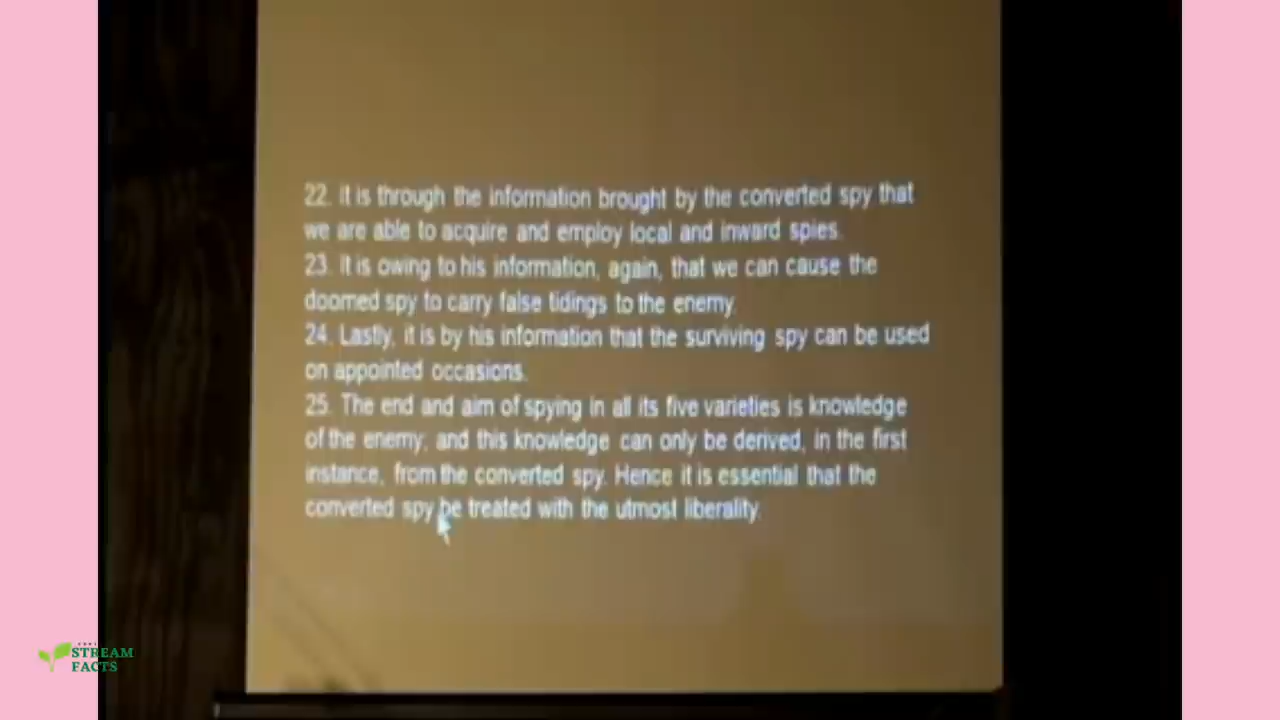 22. It is through the information brought by the converted spy that
we are able to acquire and employ local and inward spies.
23. It is owing to his information, again, that we can cause the
doomed spy to carry false tidings to the enemy.
24. Lastly, it is by his information that the surviving spy can be used
on appointed occasions.
25. The end and aim of spying in all its five varieties is knowledge
of the enemy; and this knowledge can only be derived, in the first
instance, from the converted spy. Hence it is essential that the
converted spy be treated with the utmost liberality.
STREAM
FACTS